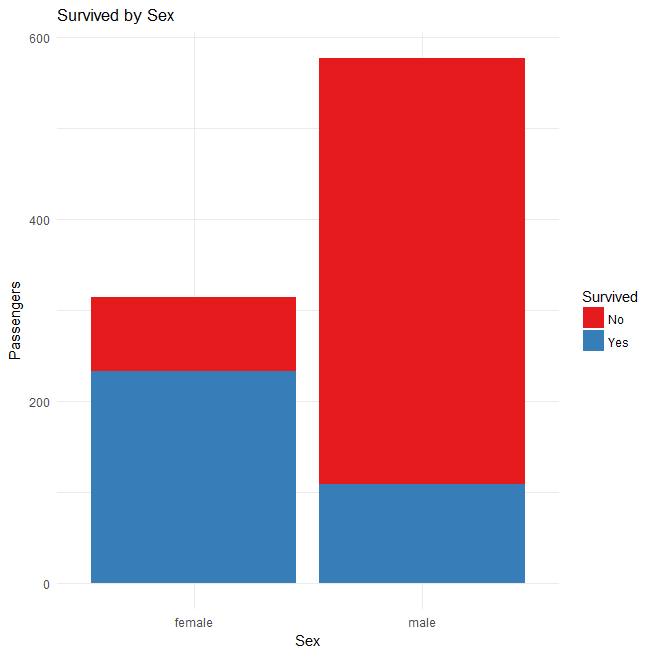 Survived by Sex
600
400
200
0
Passengers
female
male
Sex
Survived
No
Yes